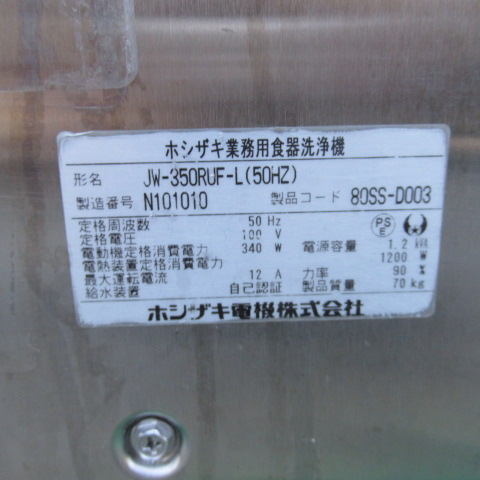 ホシザキ業務用食器洗浄機
形名 JW-350RUF-L(50HZ)
製造番号 N101010 製品コード 80SS-D003
定格周波数 50 Hz
定格電圧 100 V
電動機定格消費電力 340 W 電源容量 1.2 kVA
電熱装置定格消費電力 1200 W
最大運転電流 12 A 力率 90 %
給水装置 自己認証 製品質量 70 kg
ホシザキ電機株式会社
PSE